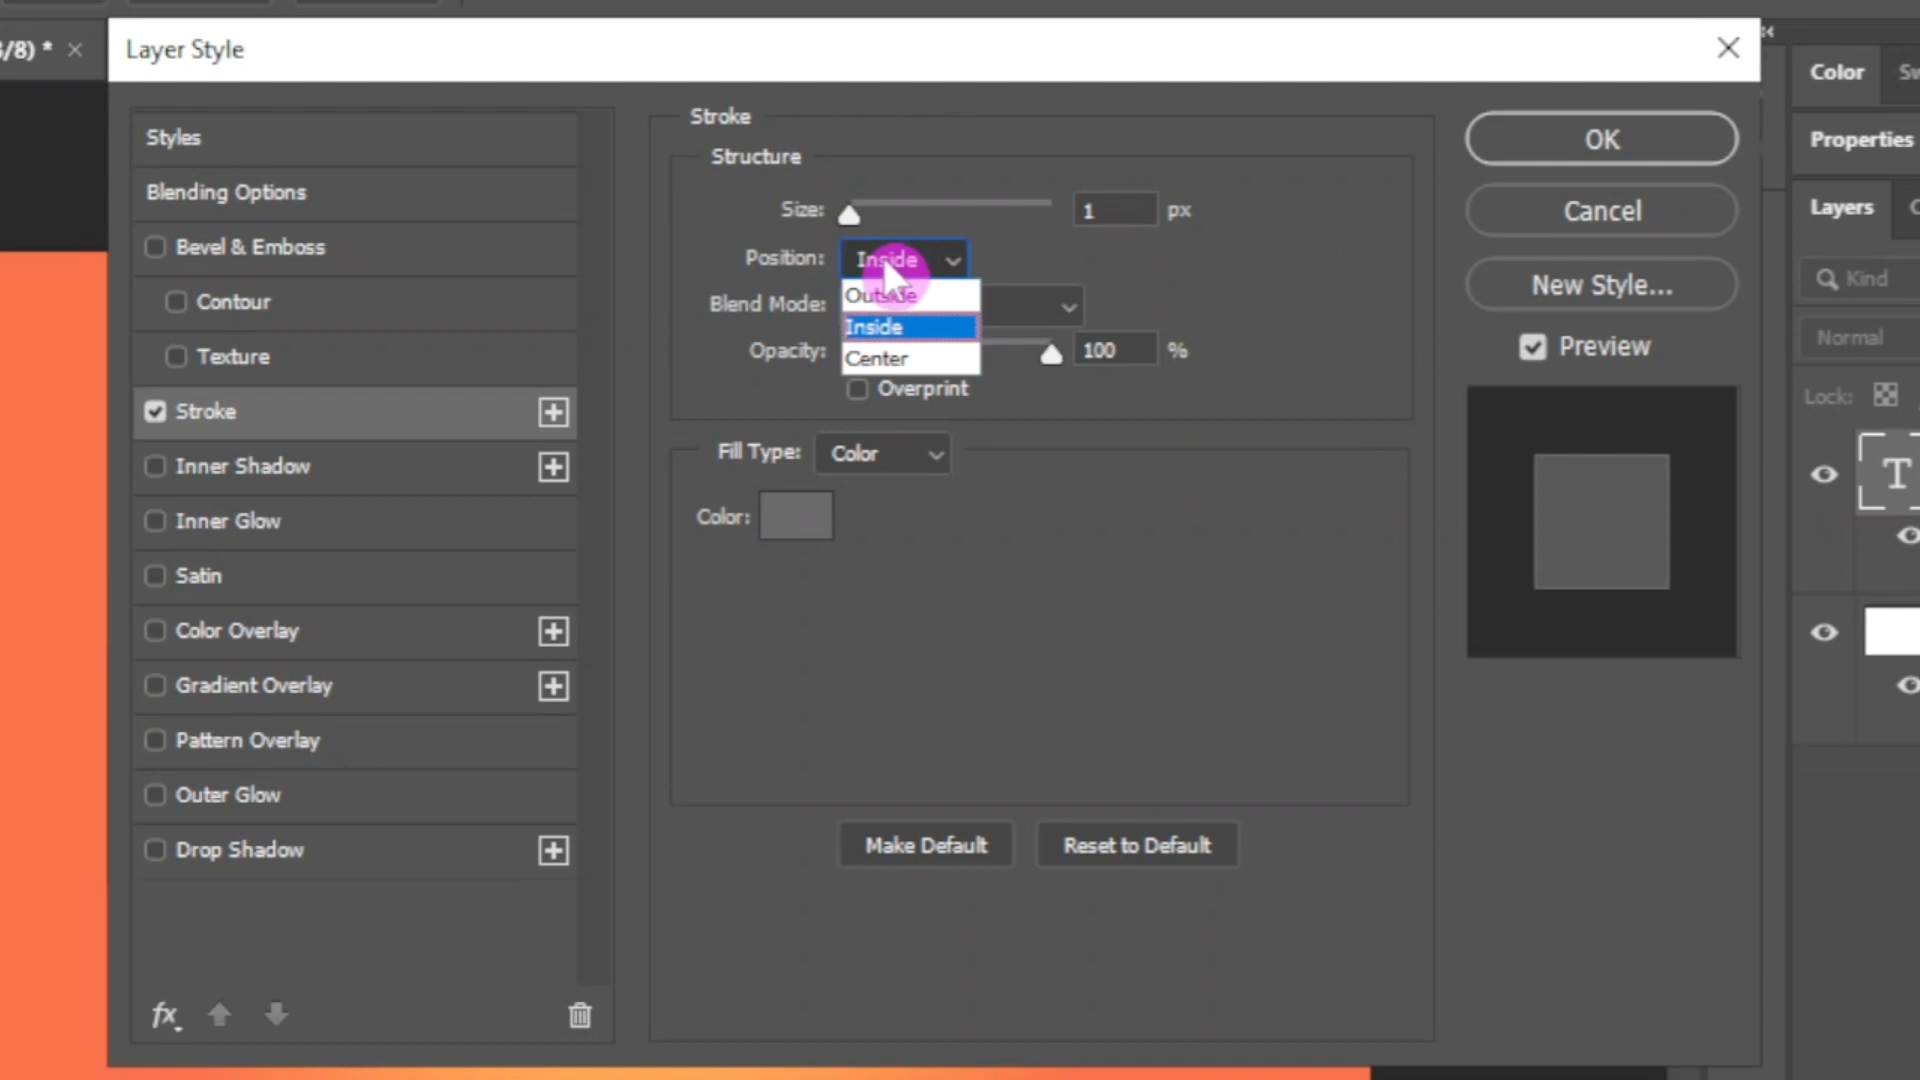 3/8) *
Layer Style
Color
Sw
Properties
Layers
Kind
Normal
Lock:
T
Styles
Blending Options
Bevel & Emboss
Contour
Texture
Stroke
Inner Shadow
Inner Glow
Satin
Color Overlay
Gradient Overlay
Pattern Overlay
Outer Glow
Drop Shadow
fx
Stroke
Structure
Size: 1 px
Position: Inside
Outside
Inside
Center
Blend Mode:
Opacity: 100 %
Overprint
Fill Type: Color
Color:
Make Default Reset to Default
OK
Cancel
New Style...
Preview